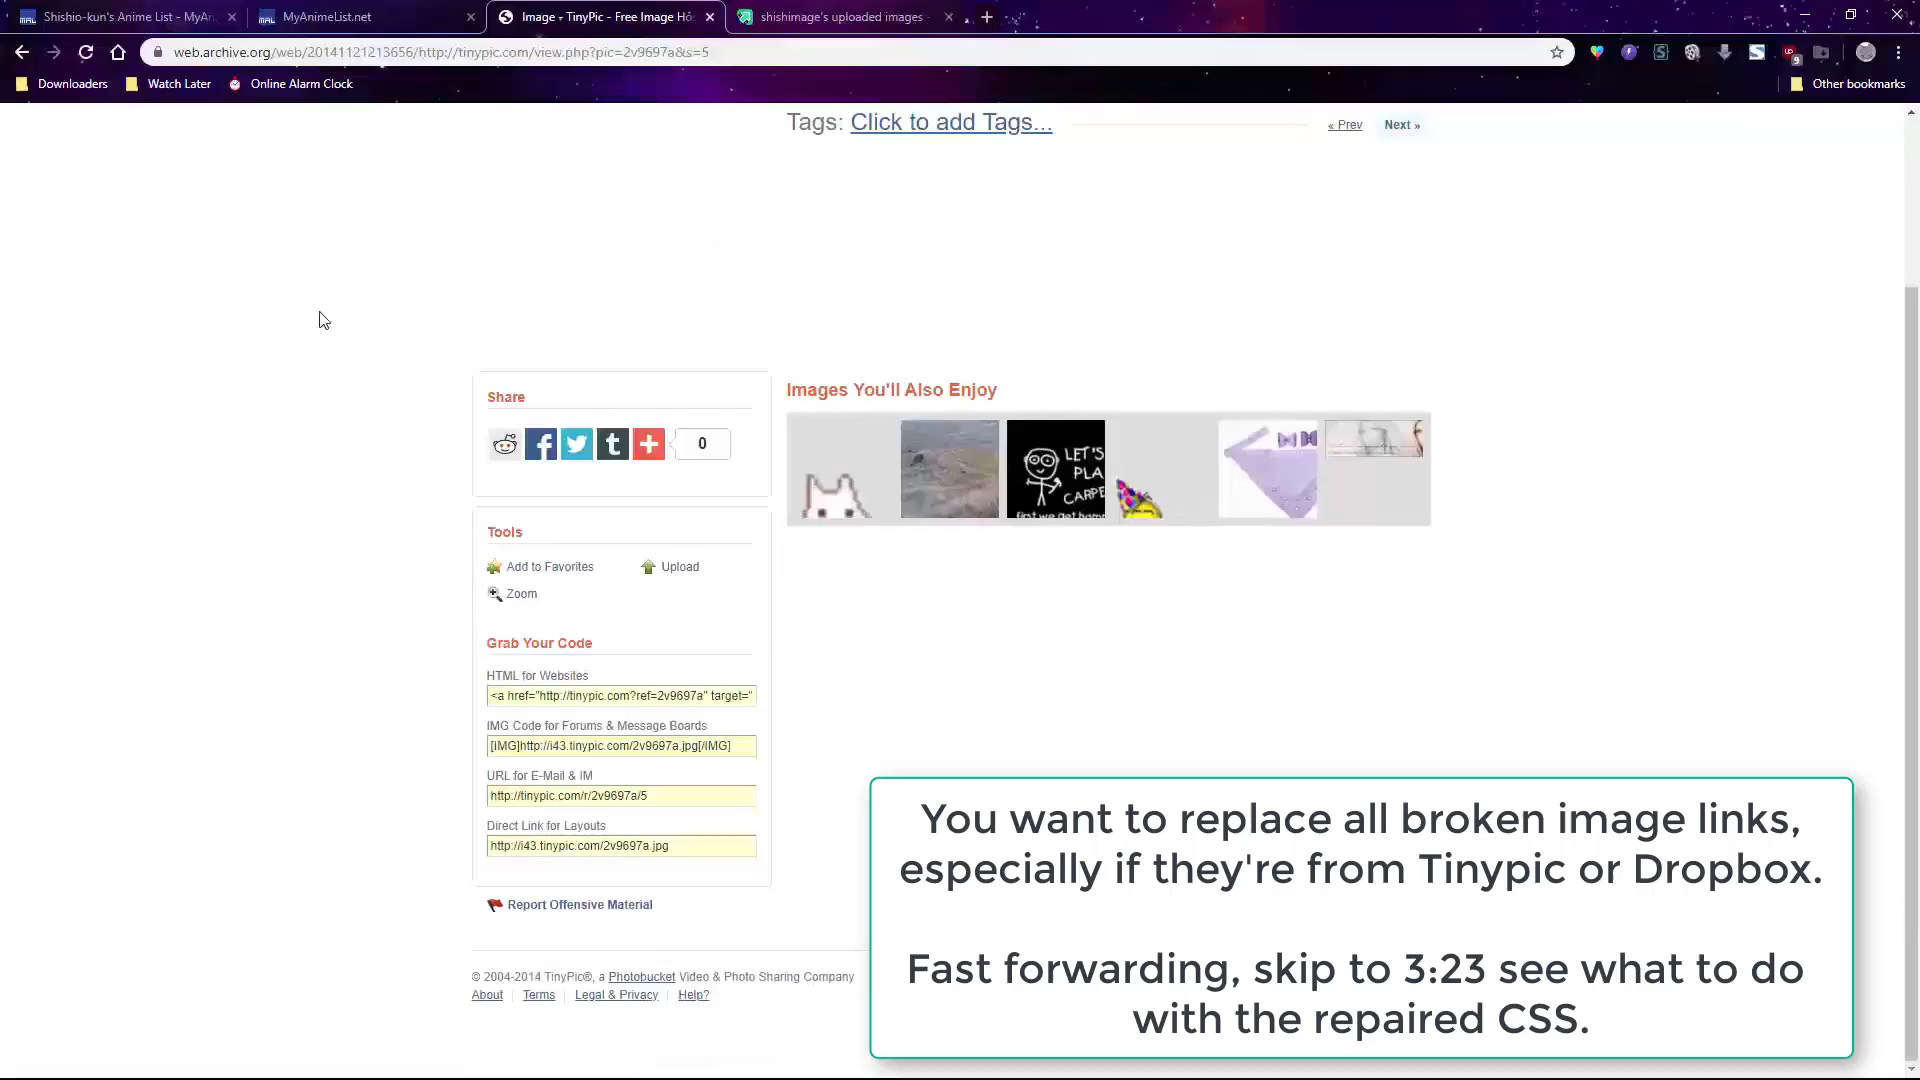 Shishio-kun's Anime List - MyAn
MyAnimeList.net
Image - TinyPic - Free Image Ho
shishimage's uploaded images -
web.archive.org/web/20141121213656/http://tinypic.com/view.php?pic=2v9697a&s=5
9
Downloaders
Watch Later
Online Alarm Clock
Other bookmarks
Tags: Click to add Tags...
« Prev
Next »
Share
0
Images You'll Also Enjoy
LET'S
PLA
CARPE
first we get
Tools
Add to Favorites
Upload
Zoom
Grab Your Code
HTML for Websites
<a href="http://tinypic.com?ref=2v9697a" target="
IMG Code for Forums & Message Boards
[IMG]http://i43.tinypic.com/2v9697a.jpg[/IMG]
URL for E-Mail & IM
http://tinypic.com/r/2v9697a/5
Direct Link for Layouts
http://i43.tinypic.com/2v9697a.jpg
Report Offensive Material
© 2004-2014 TinyPic®, a Photobucket Video & Photo Sharing Company
About | Terms | Legal & Privacy | Help?
You want to replace all broken image links,
especially if they're from Tinypic or Dropbox.
Fast forwarding, skip to 3:23 see what to do
with the repaired CSS.